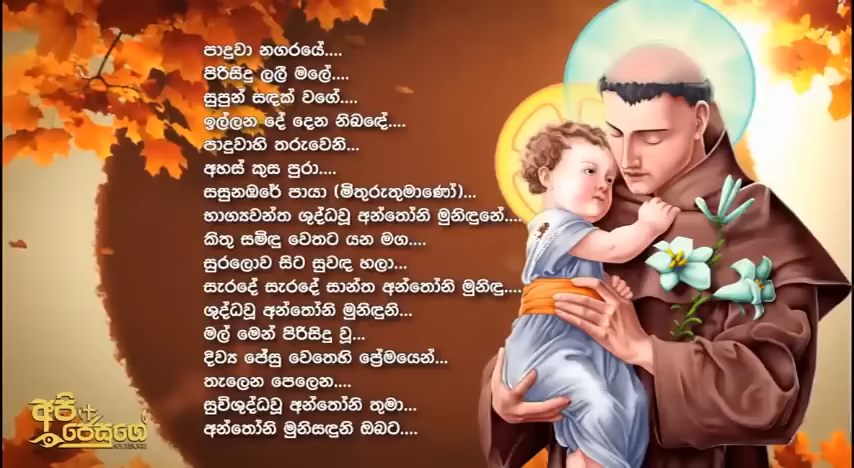 පාදුවා නගරයේ....
පිරිසිදු ලලී මලේ....
සුපුන් සඳක් වගේ....
ඉල්ලන දේ දෙන නිබඳේ....
පාදුවාහි තරුවෙනි...
අහස් කුස පුරා....
සසුනඹරේ පායා (මිතුරුතුමාණෝ)...
භාග්‍යවන්ත ශුද්ධවූ අන්තෝනි මුනිඳුනේ....
කිතු සමිඳු වෙතට යන මග....
සුරලොව සිට සුවඳ හලා...
සැරදේ සැරදේ සාන්ත අන්තෝනි මුනිඳු....
ශුද්ධවූ අන්තෝනි මුනිඳුනි...
මල් මෙන් පිරිසිදු වූ...
දිව්‍ය ජේසු වෙතෙහි ප්‍රේමයෙන්...
තැලෙන පෙලෙන....
සුවිශුද්ධවූ අන්තෝනි තුමා...
අන්තෝනි මුනිසඳුනි ඔබට....
අපි ජේසුගේ